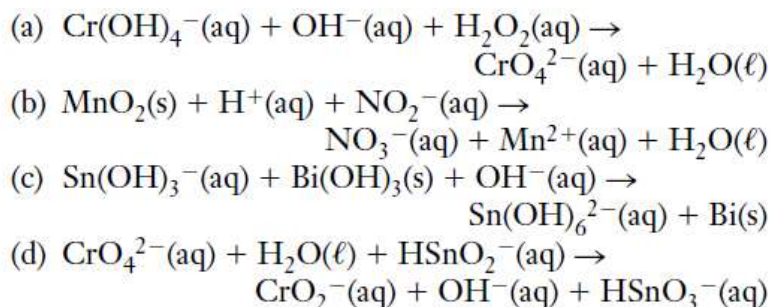 (a) Cr(OH)₄⁻(aq) + OH⁻(aq) + H₂O₂(aq) →
CrO₄²⁻(aq) + H₂O(ℓ)
(b) MnO₂(s) + H⁺(aq) + NO₂⁻(aq) →
NO₃⁻(aq) + Mn²⁺(aq) + H₂O(ℓ)
(c) Sn(OH)₃⁻(aq) + Bi(OH)₃(s) + OH⁻(aq) →
Sn(OH)₆²⁻(aq) + Bi(s)
(d) CrO₄²⁻(aq) + H₂O(ℓ) + HSnO₂⁻(aq) →
CrO₂⁻(aq) + OH⁻(aq) + HSnO₃⁻(aq)